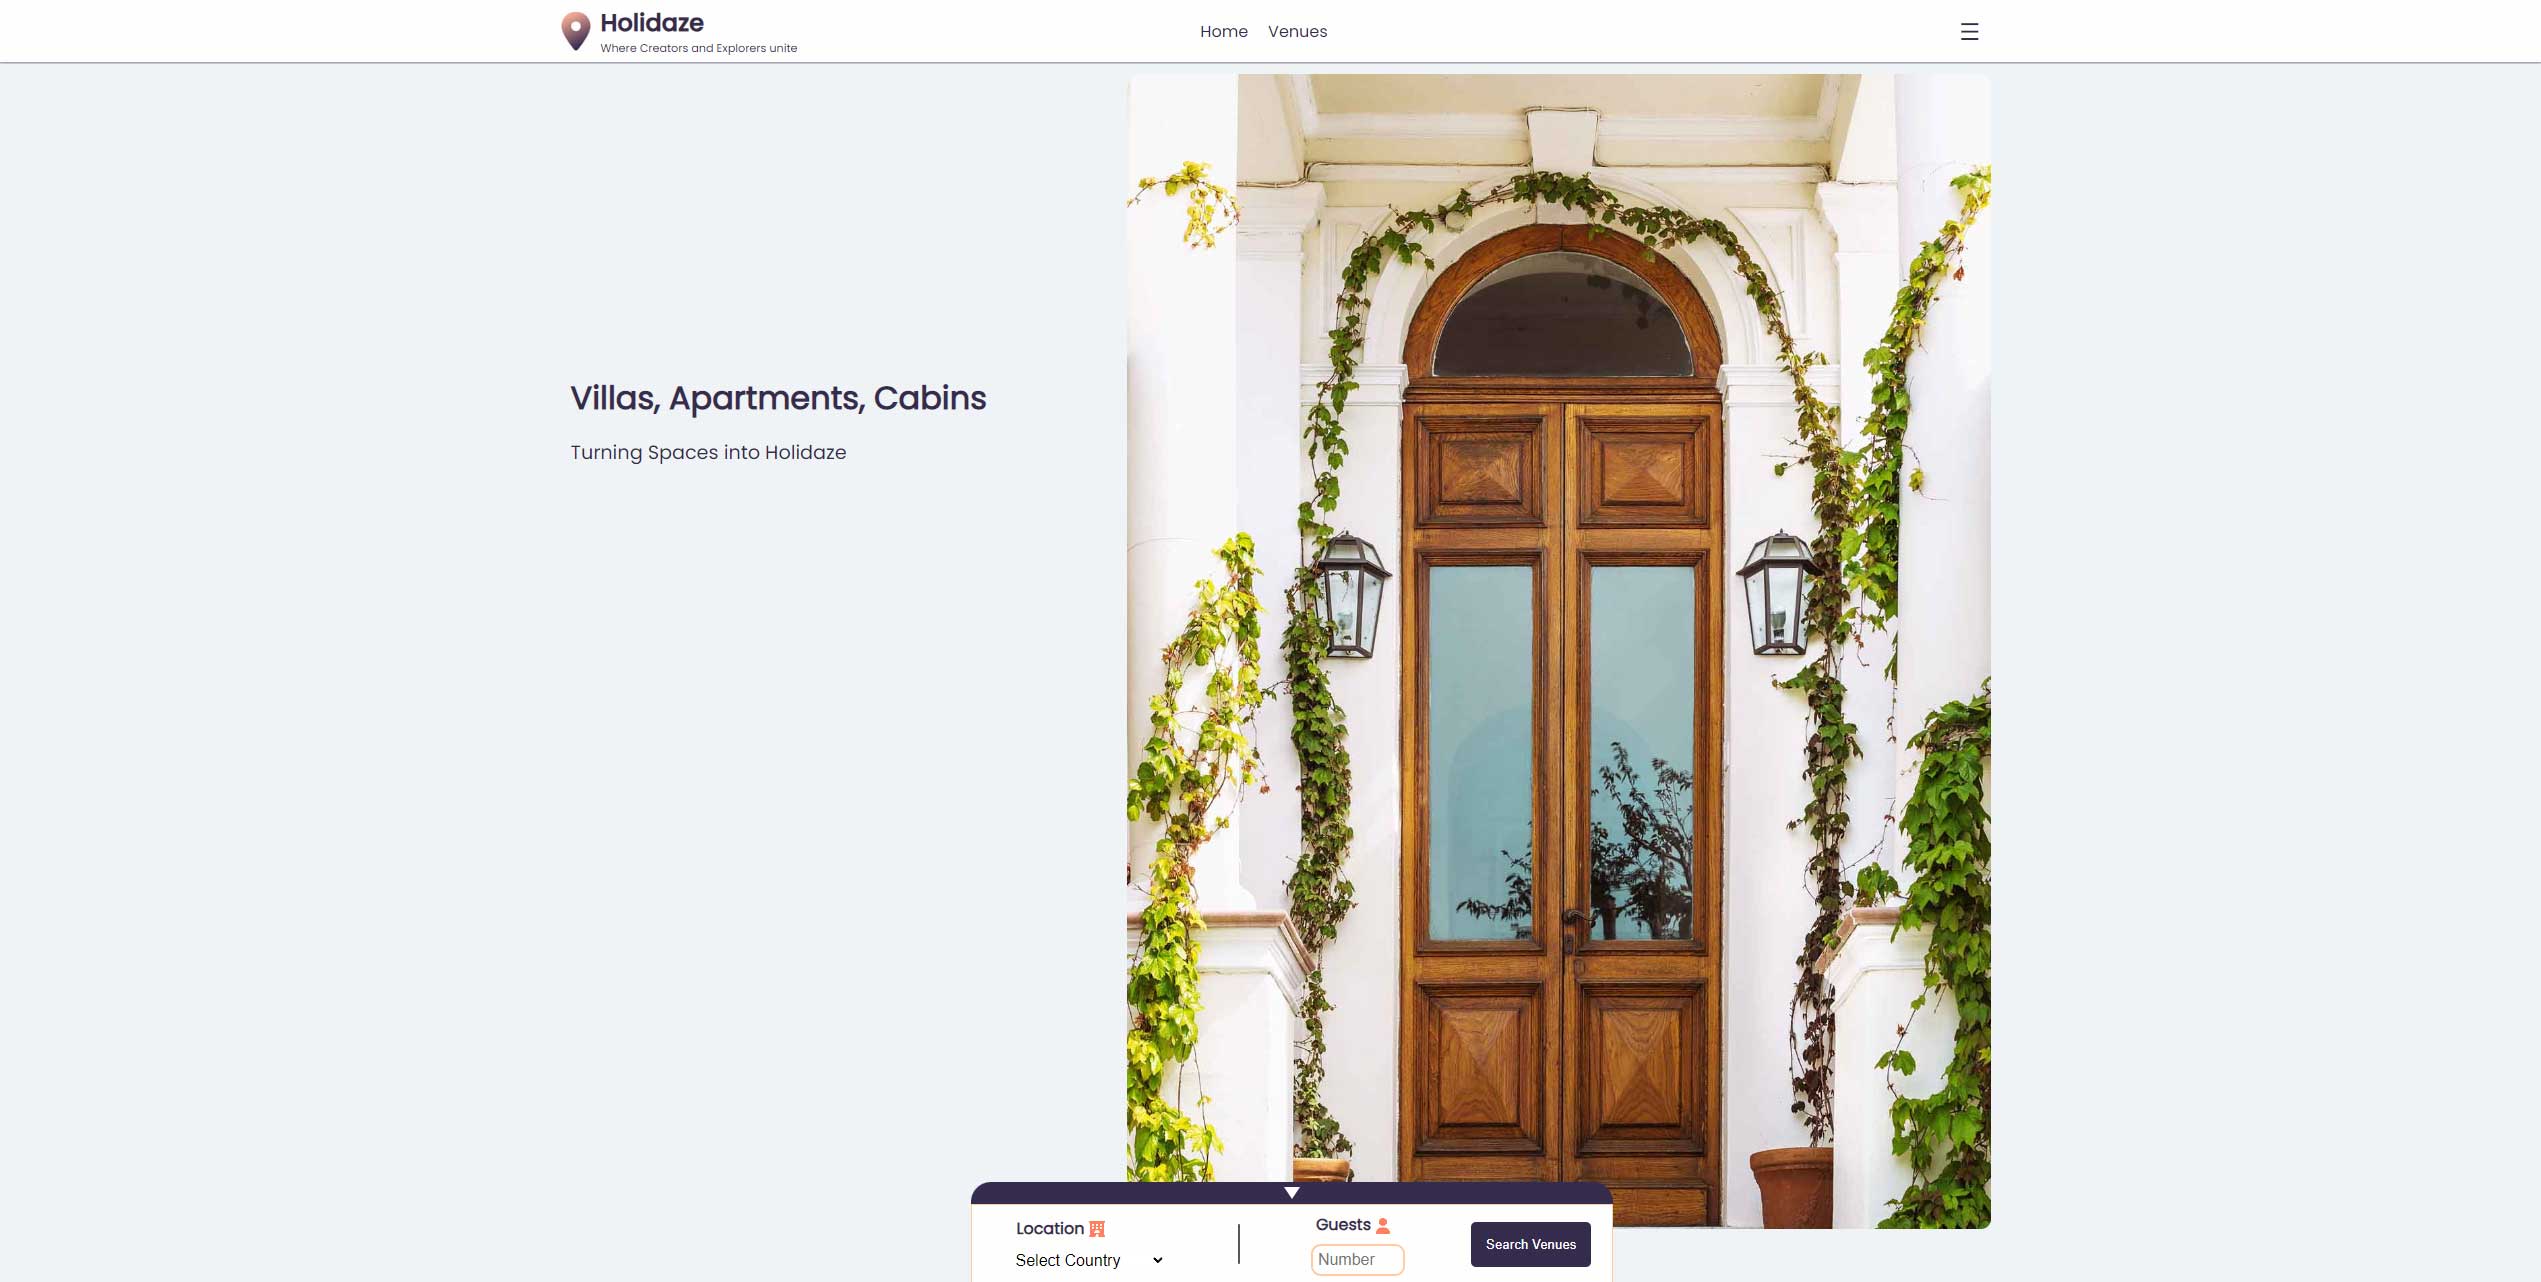 Holidaze
Where Creators and Explorers unite
Home Venues
Villas, Apartments, Cabins
Turning Spaces into Holidaze
Location
Select Country
Guests
Number
Search Venues